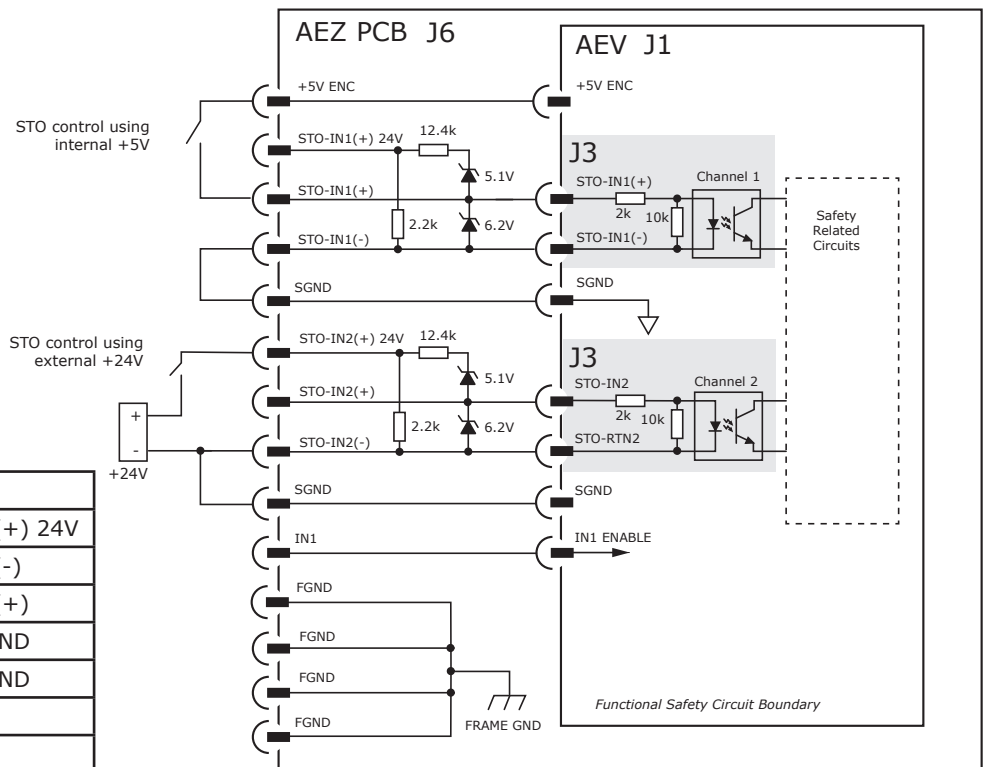 AEZ PCB J6
AEV J1
+5V ENC
+5V ENC
STO control using
internal +5V
STO-IN1(+) 24V
12.4k
5.1V
J3
STO-IN1(+)
STO-IN1(+)
Channel 1
2k
10k
2.2k
6.2V
STO-IN1(-)
STO-IN1(-)
Safety
Related
Circuits
SGND
SGND
STO control using
external +24V
STO-IN2(+) 24V
12.4k
5.1V
J3
STO-IN2(+)
STO-IN2
Channel 2
2k
10k
2.2k
6.2V
STO-IN2(-)
STO-RTN2
+
-
+24V
SGND
SGND
IN1
IN1 ENABLE
FGND
FGND
FGND
FGND
FRAME GND
Functional Safety Circuit Boundary
(+) 24V
(-)
(+)
ND
ND